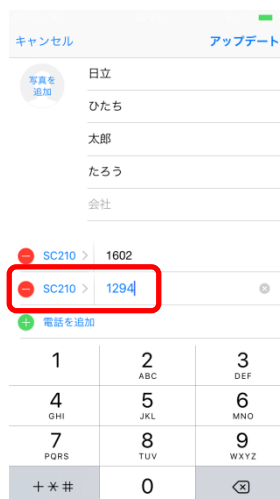 キャンセル アップデート
写真を
追加
日立
ひたち
太郎
たろう
会社
SC210 1602
SC210 1294
電話を追加
1 2 3
ABC DEF
4 5 6
GHI JKL MNO
7 8 9
PQRS TUV WXYZ
+*# 0